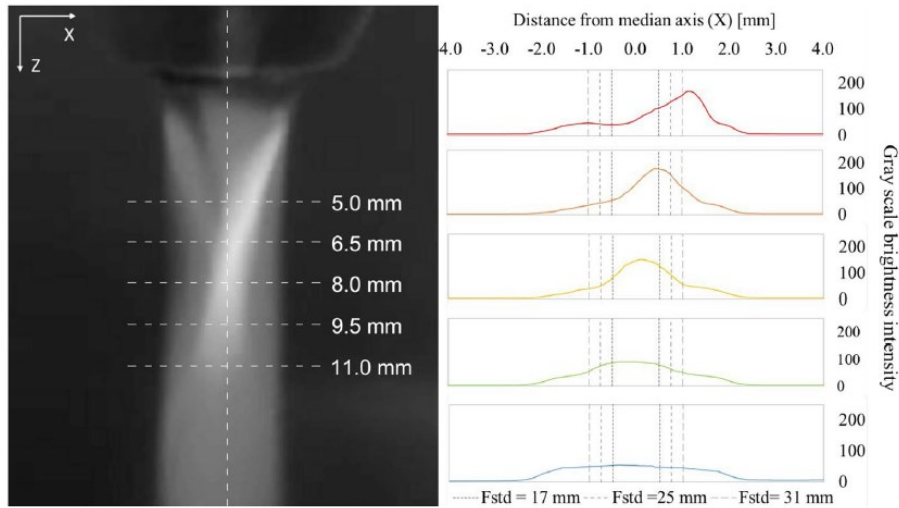 X
Z
5.0 mm
6.5 mm
8.0 mm
9.5 mm
11.0 mm
Distance from median axis (X) [mm]
4.0 -3.0 -2.0 -1.0 0.0 1.0 2.0 3.0 4.0
200
100
0
200
100
0
200
100
0
200
100
0
200
100
0
Gray scale brightness intensity
Fstd = 17 mm Fstd =25 mm Fstd= 31 mm